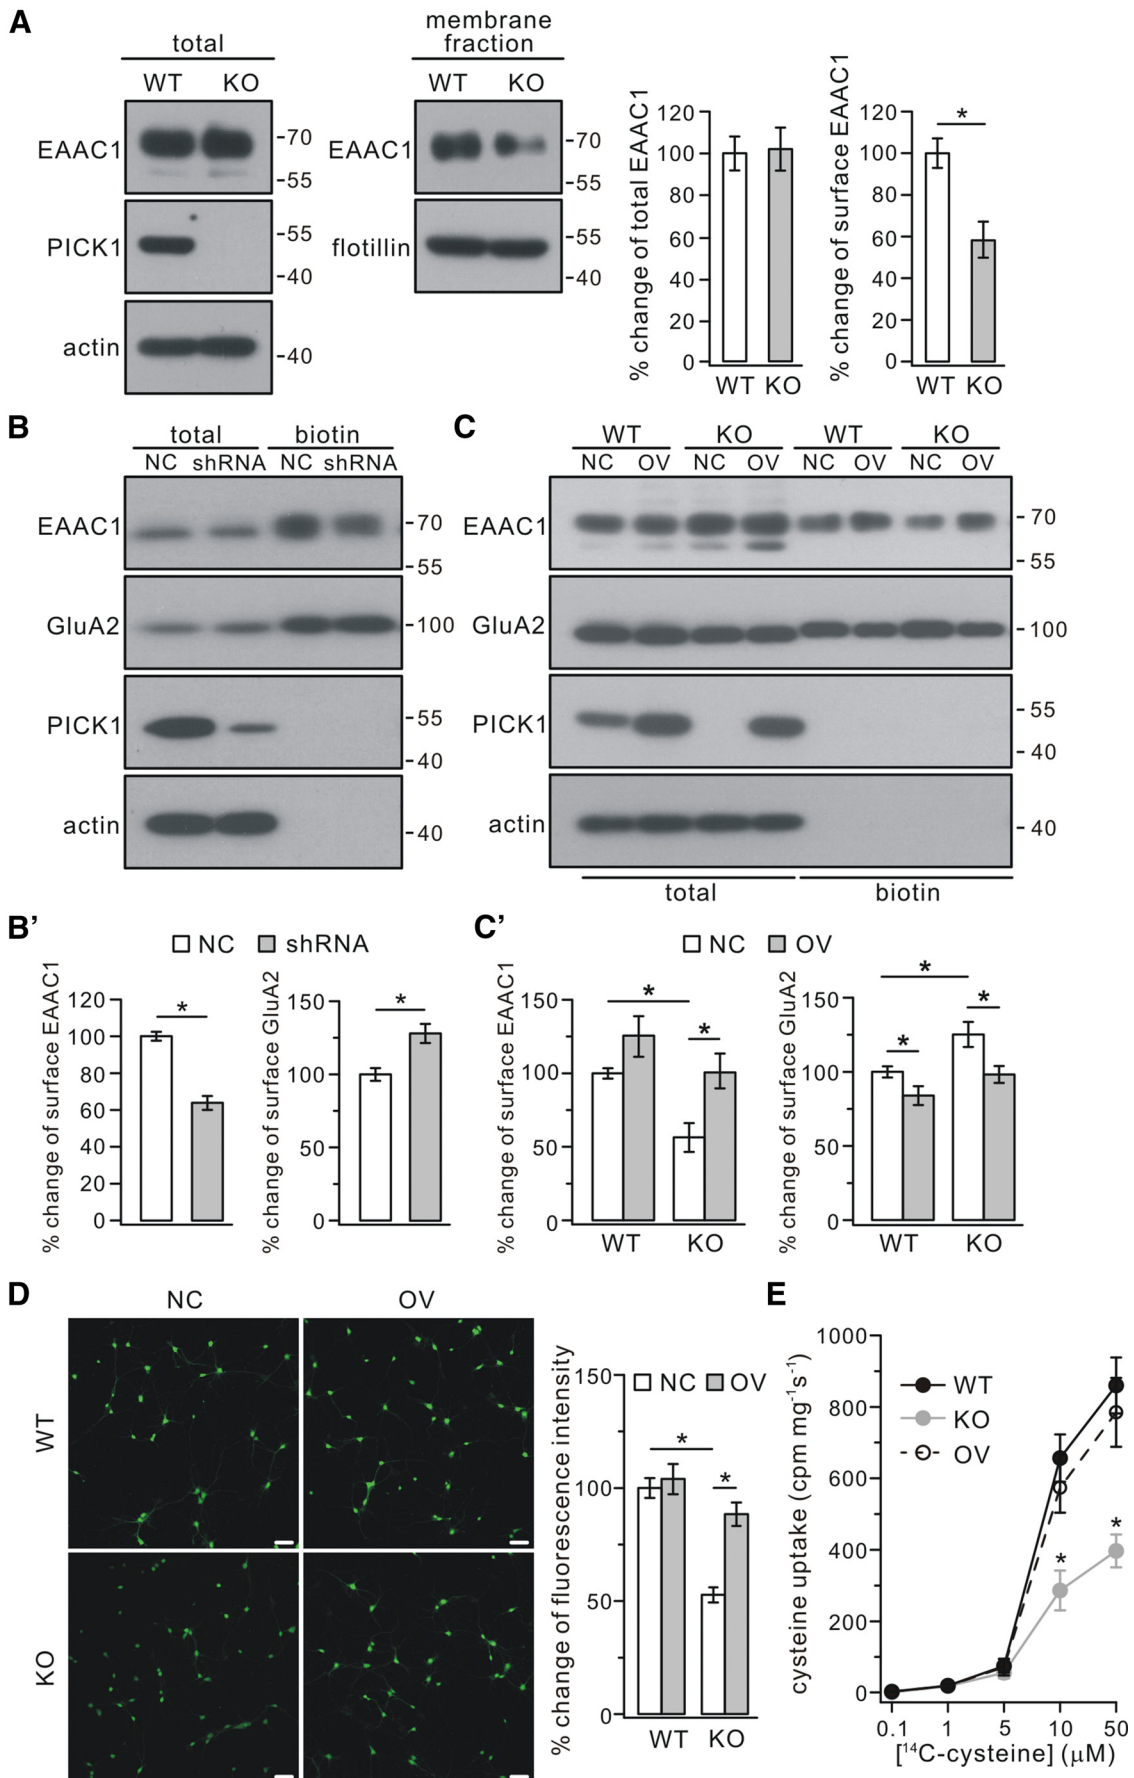 A
total
membrane
fraction
WT KO
WT KO
EAAC1
-70
-55
PICK1
-55
-40
actin
-40
EAAC1
-70
-55
flotillin
-55
-40
% change of total EAAC1
120
100
80
60
40
20
0
WT KO
% change of surface EAAC1
120
100
80
60
40
20
0
*
WT KO
B
total biotin
NC shRNA NC shRNA
EAAC1
-70
-55
GluA2
-100
PICK1
-55
-40
actin
-40
C
WT KO WT KO
NC OV NC OV NC OV NC OV
EAAC1
-70
-55
GluA2
-100
PICK1
-55
-40
actin
-40
total biotin
B'
NC shRNA
% change of surface EAAC1
120
100
80
60
40
20
0
*
% change of surface GluA2
150
100
50
0
*
C'
NC OV
% change of surface EAAC1
150
100
50
0
*
*
WT KO
% change of surface GluA2
150
100
50
0
*
*
*
WT KO
D
NC OV
WT
KO
% change of fluorescence intensity
150
100
50
0
NC OV
*
*
WT KO
E
cysteine uptake (cpm mg⁻¹s⁻¹)
1000
800
600
400
200
0
WT
KO
OV
*
*
0.1 1 5 10 50
[¹⁴C-cysteine] (μM)